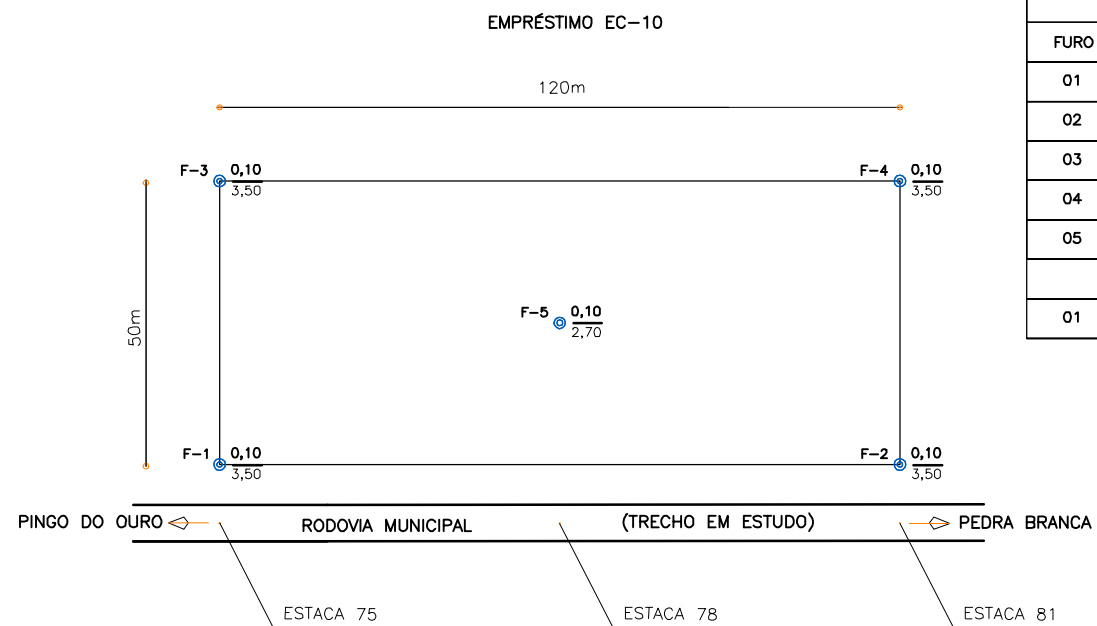 EMPRÉSTIMO EC-10
120m
F-3 0,10
3,50
F-4 0,10
3,50
50m
F-5 0,10
2,70
F-1 0,10
3,50
F-2 0,10
3,50
PINGO DO OURO
RODOVIA MUNICIPAL
(TRECHO EM ESTUDO)
PEDRA BRANCA
ESTACA 75
ESTACA 78
ESTACA 81
FURO
01
02
03
04
05
01